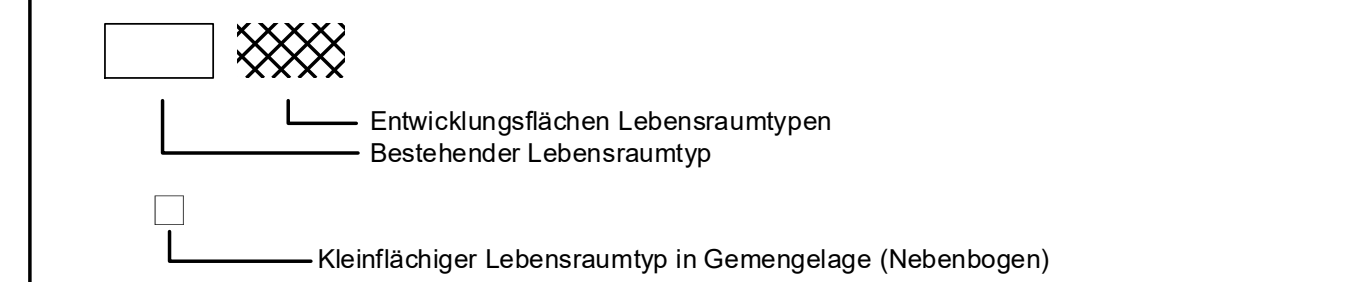 Entwicklungsflächen Lebensraumtypen
Bestehender Lebensraumtyp
Kleinflächiger Lebensraumtyp in Gemengelage (Nebenbogen)